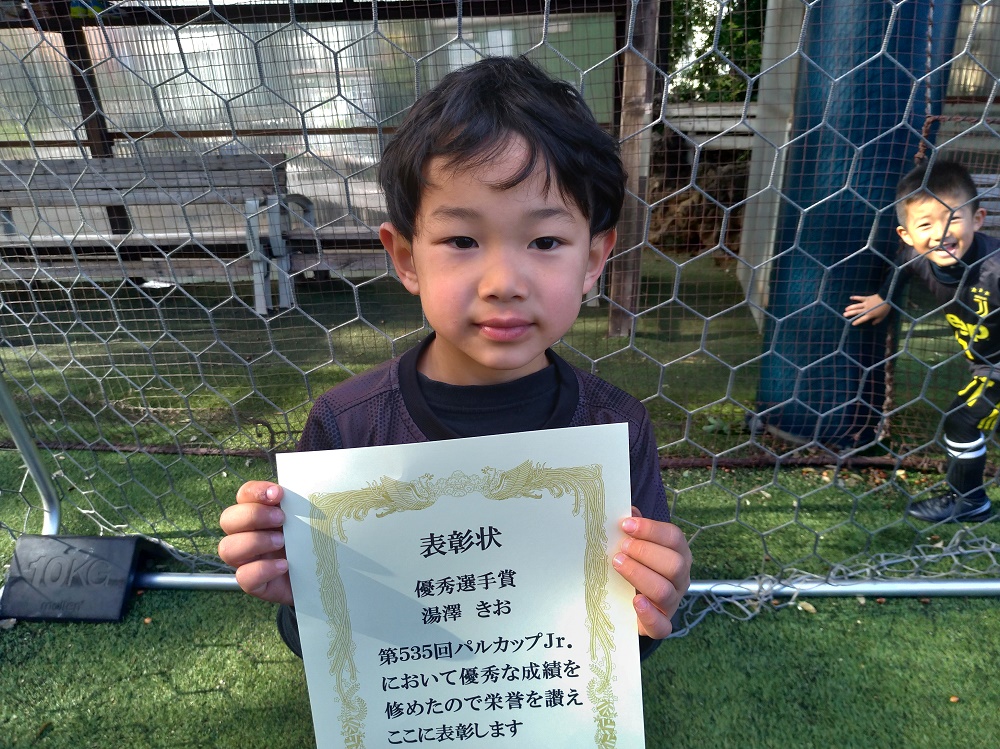 表彰状
優秀選手賞
湯澤 きお
第535回パルカップJr.
において優秀な成績を
修めたので栄誉を讃え
ここに表彰します
10KG
molten